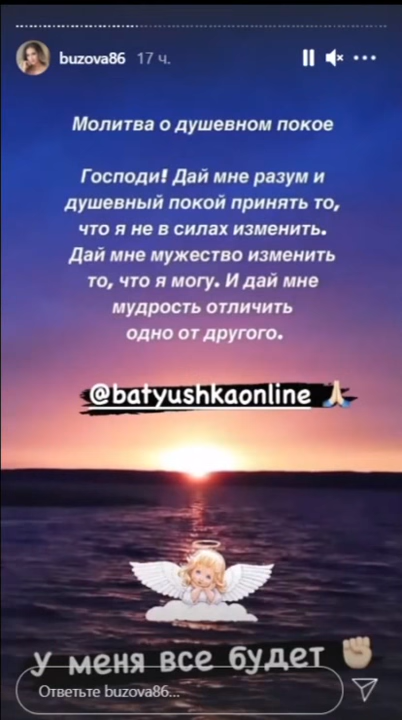 buzova86 17 ч.
Молитва о душевном покое
Господи! Дай мне разум и
душевный покой принять то,
что я не в силах изменить.
Дай мне мужество изменить
то, что я могу. И дай мне
мудрость отличить
одно от другого.
@batyushkaonline 🙏🏻
У меня все будет ✊🏼
Ответьте buzova86...